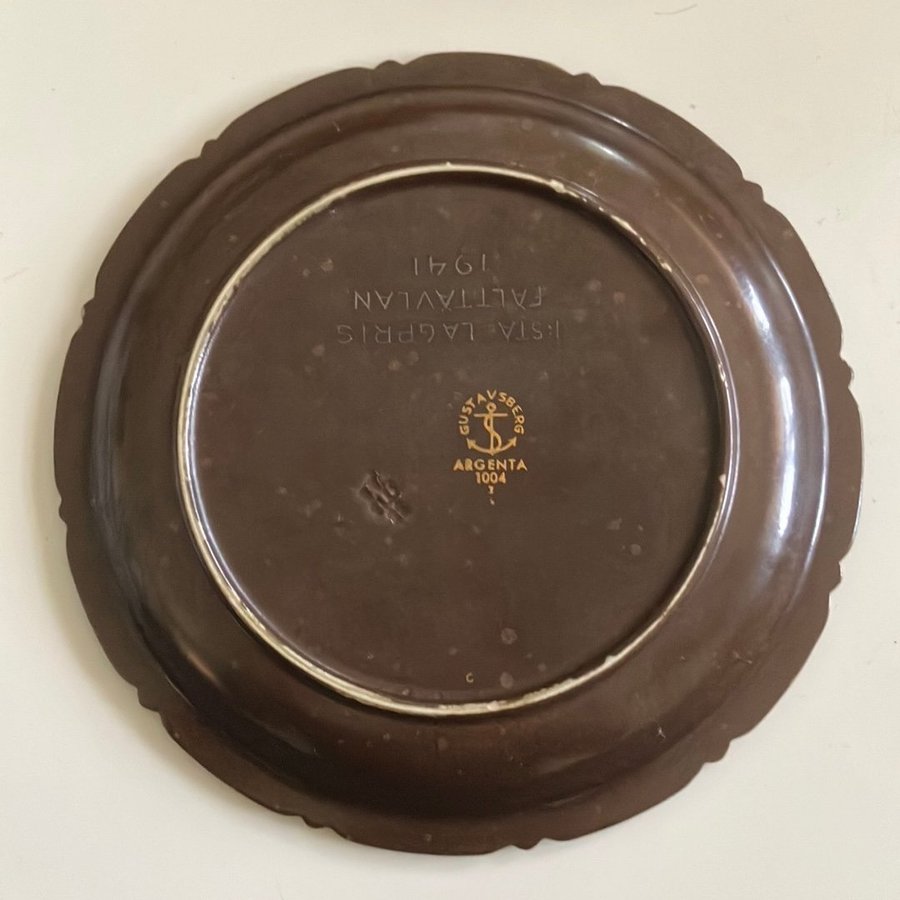 1:STA LAGPRIS
FÄLTTÄVLAN
1941
GUSTAVSBERG
ARGENTA
1004
C